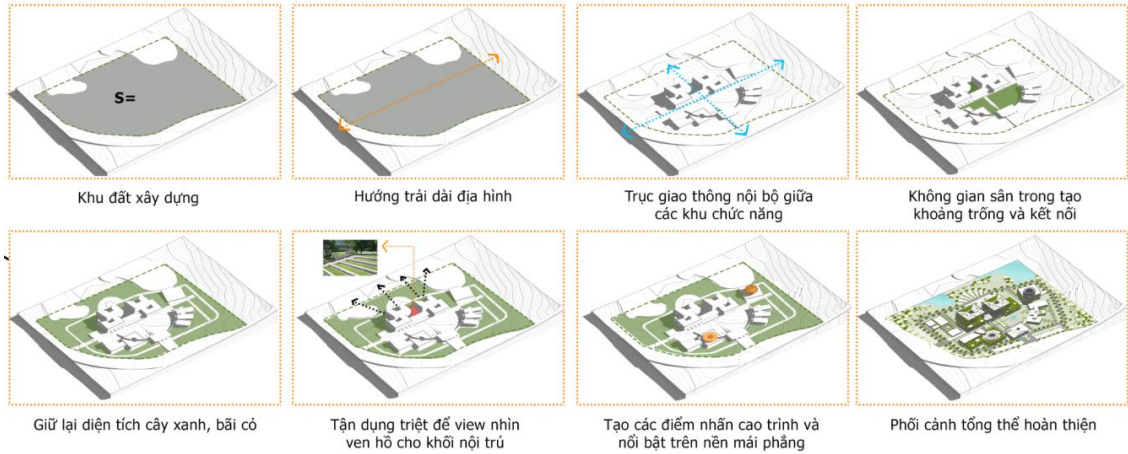 S=
Khu đất xây dựng
Hướng trải dài địa hình
Trục giao thông nội bộ giữa
các khu chức năng
Không gian sân trong tạo
khoảng trống và kết nối
Giữ lại diện tích cây xanh, bãi cỏ
Tận dụng triệt để view nhìn
ven hồ cho khối nội trú
Tạo các điểm nhấn cao trình và
nổi bật trên nền mái phẳng
Phối cảnh tổng thể hoàn thiện